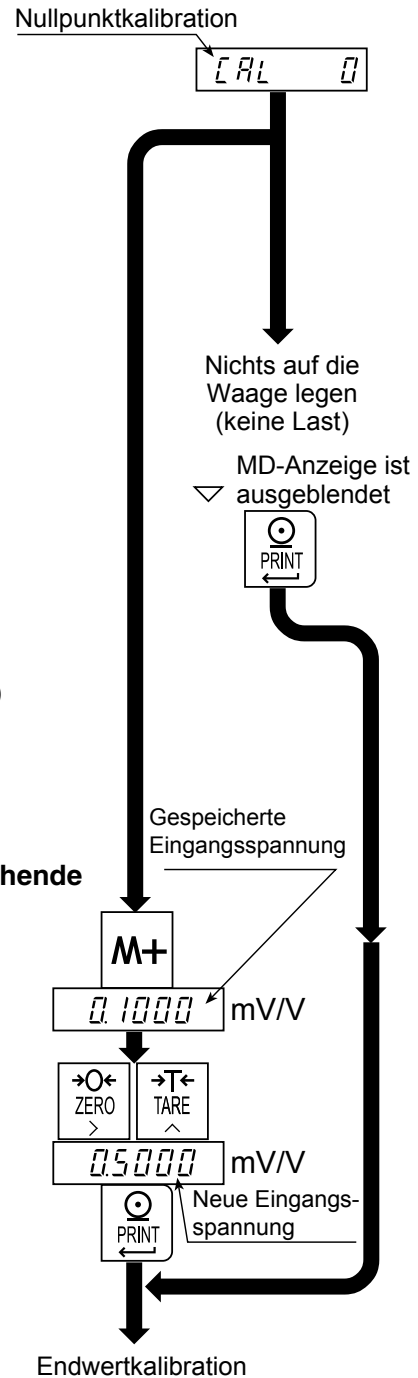 Nullpunktkalibration
CAL 0
Nichts auf die
Waage legen
(keine Last)
MD-Anzeige ist
ausgeblendet
PRINT
)
Gespeicherte
Eingangsspannung
hende
M+
0.1000 mV/V
→0← ZERO >
→T← TARE ^
0.5000 mV/V
PRINT
Neue Eingangs-
spannung
Endwertkalibration